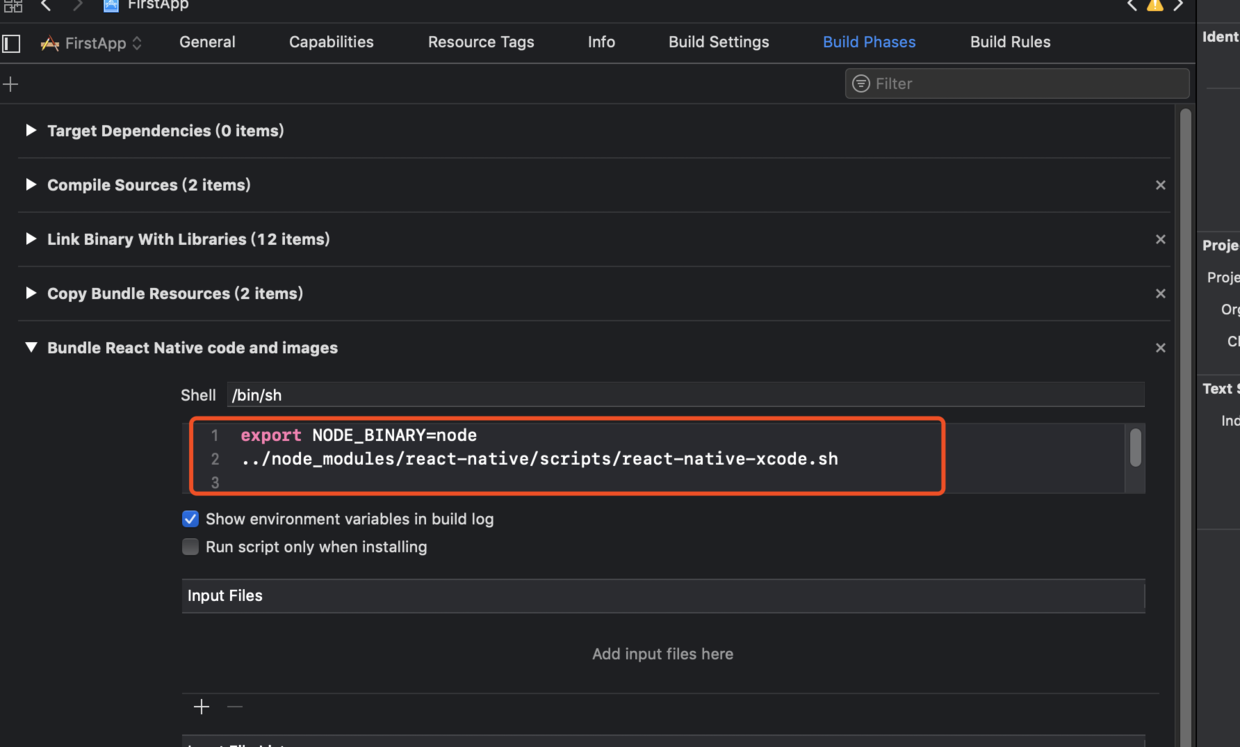 FirstApp
FirstApp General Capabilities Resource Tags Info Build Settings Build Phases Build Rules
Filter
Target Dependencies (0 items)
Compile Sources (2 items)
Link Binary With Libraries (12 items)
Copy Bundle Resources (2 items)
Bundle React Native code and images
Shell /bin/sh
1 export NODE_BINARY=node
2 ../node_modules/react-native/scripts/react-native-xcode.sh
3
Show environment variables in build log
Run script only when installing
Input Files
Add input files here
Ident
Proje
Proje
Org
Text